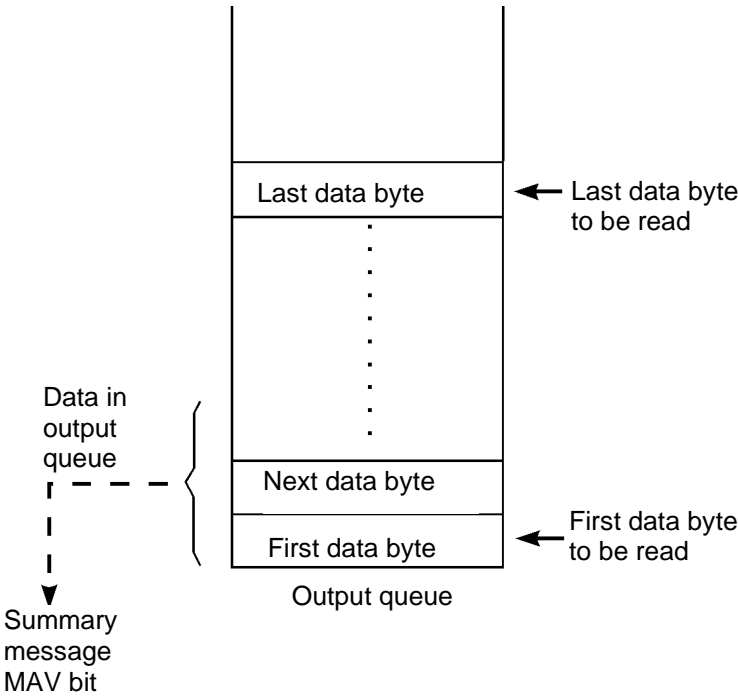 Last data byte
Last data byte
to be read
Data in
output
queue
Next data byte
First data byte
First data byte
to be read
Output queue
Summary
message
MAV bit